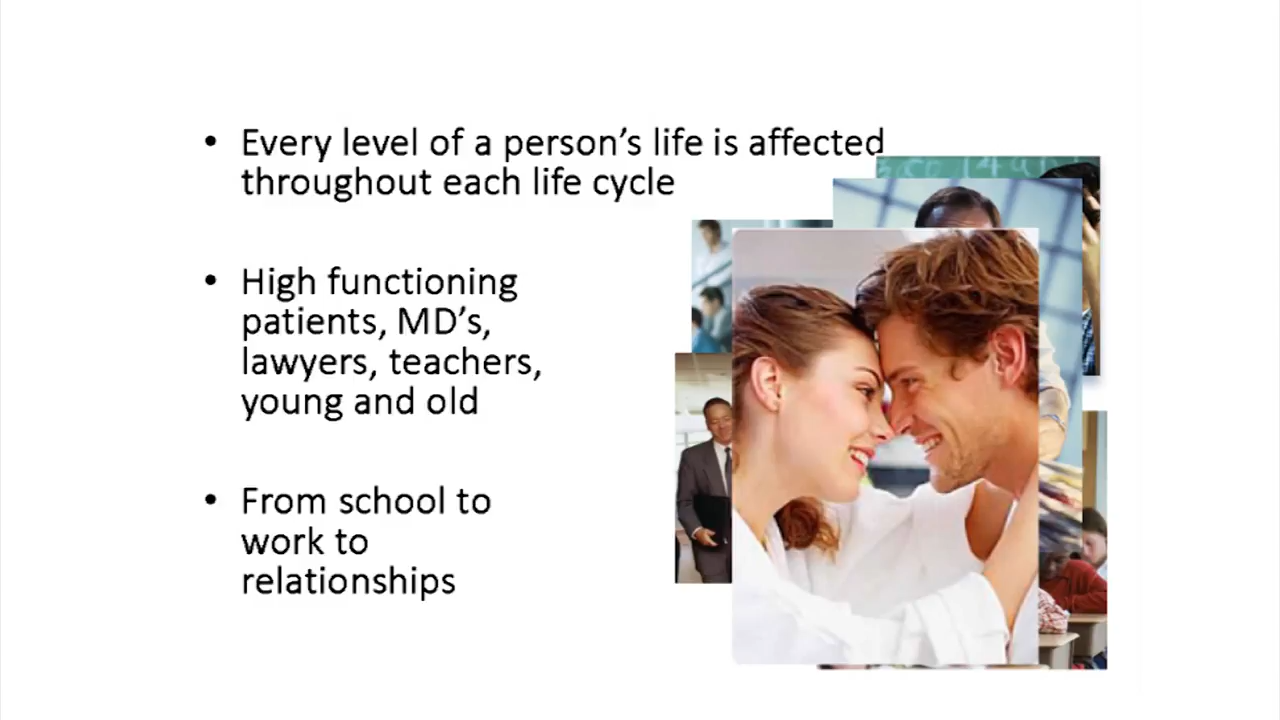 • Every level of a person's life is affected
throughout each life cycle
• High functioning
patients, MD's,
lawyers, teachers,
young and old
• From school to
work to
relationships